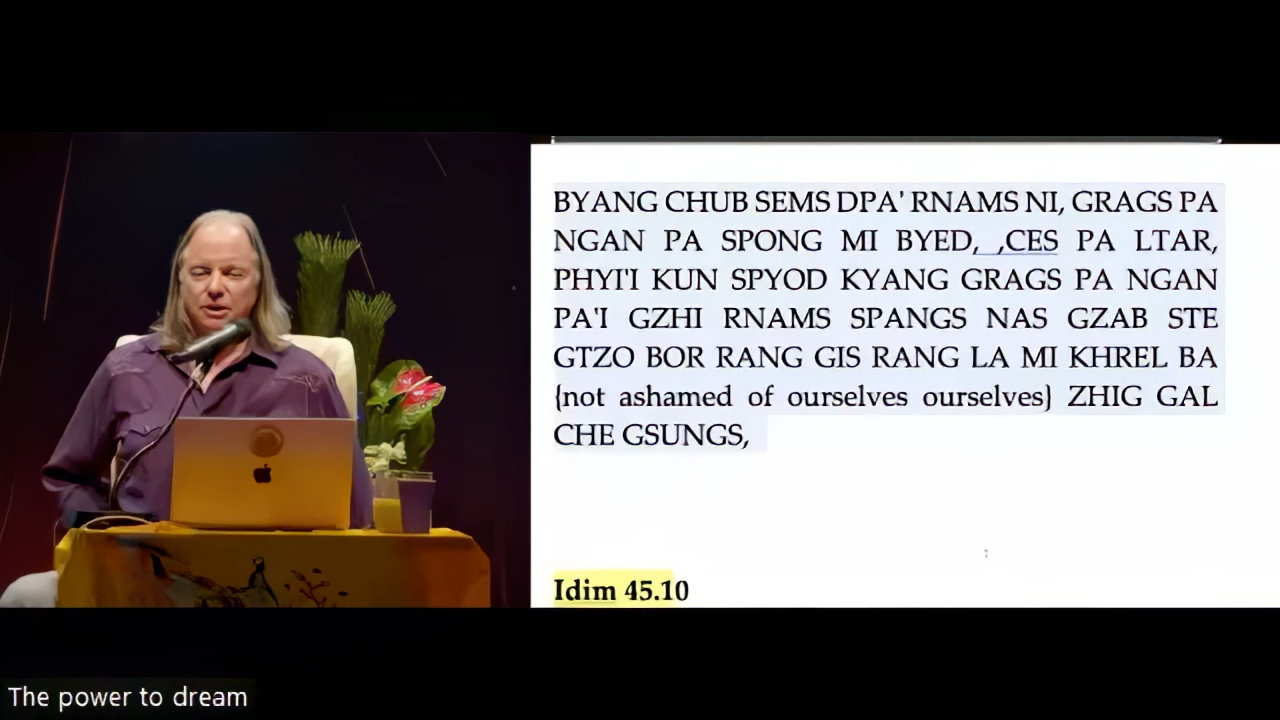 BYANG CHUB SEMS DPA' RNAMS NI, GRAGS PA
NGAN PA SPONG MI BYED, ,CES PA LTAR,
PHYI'I KUN SPYOD KYANG GRAGS PA NGAN
PA'I GZHI RNAMS SPANGS NAS GZAB STE
GTZO BOR RANG GIS RANG LA MI KHREL BA
{not ashamed of ourselves ourselves} ZHIG GAL
CHE GSUNGS,
Idim 45.10
The power to dream